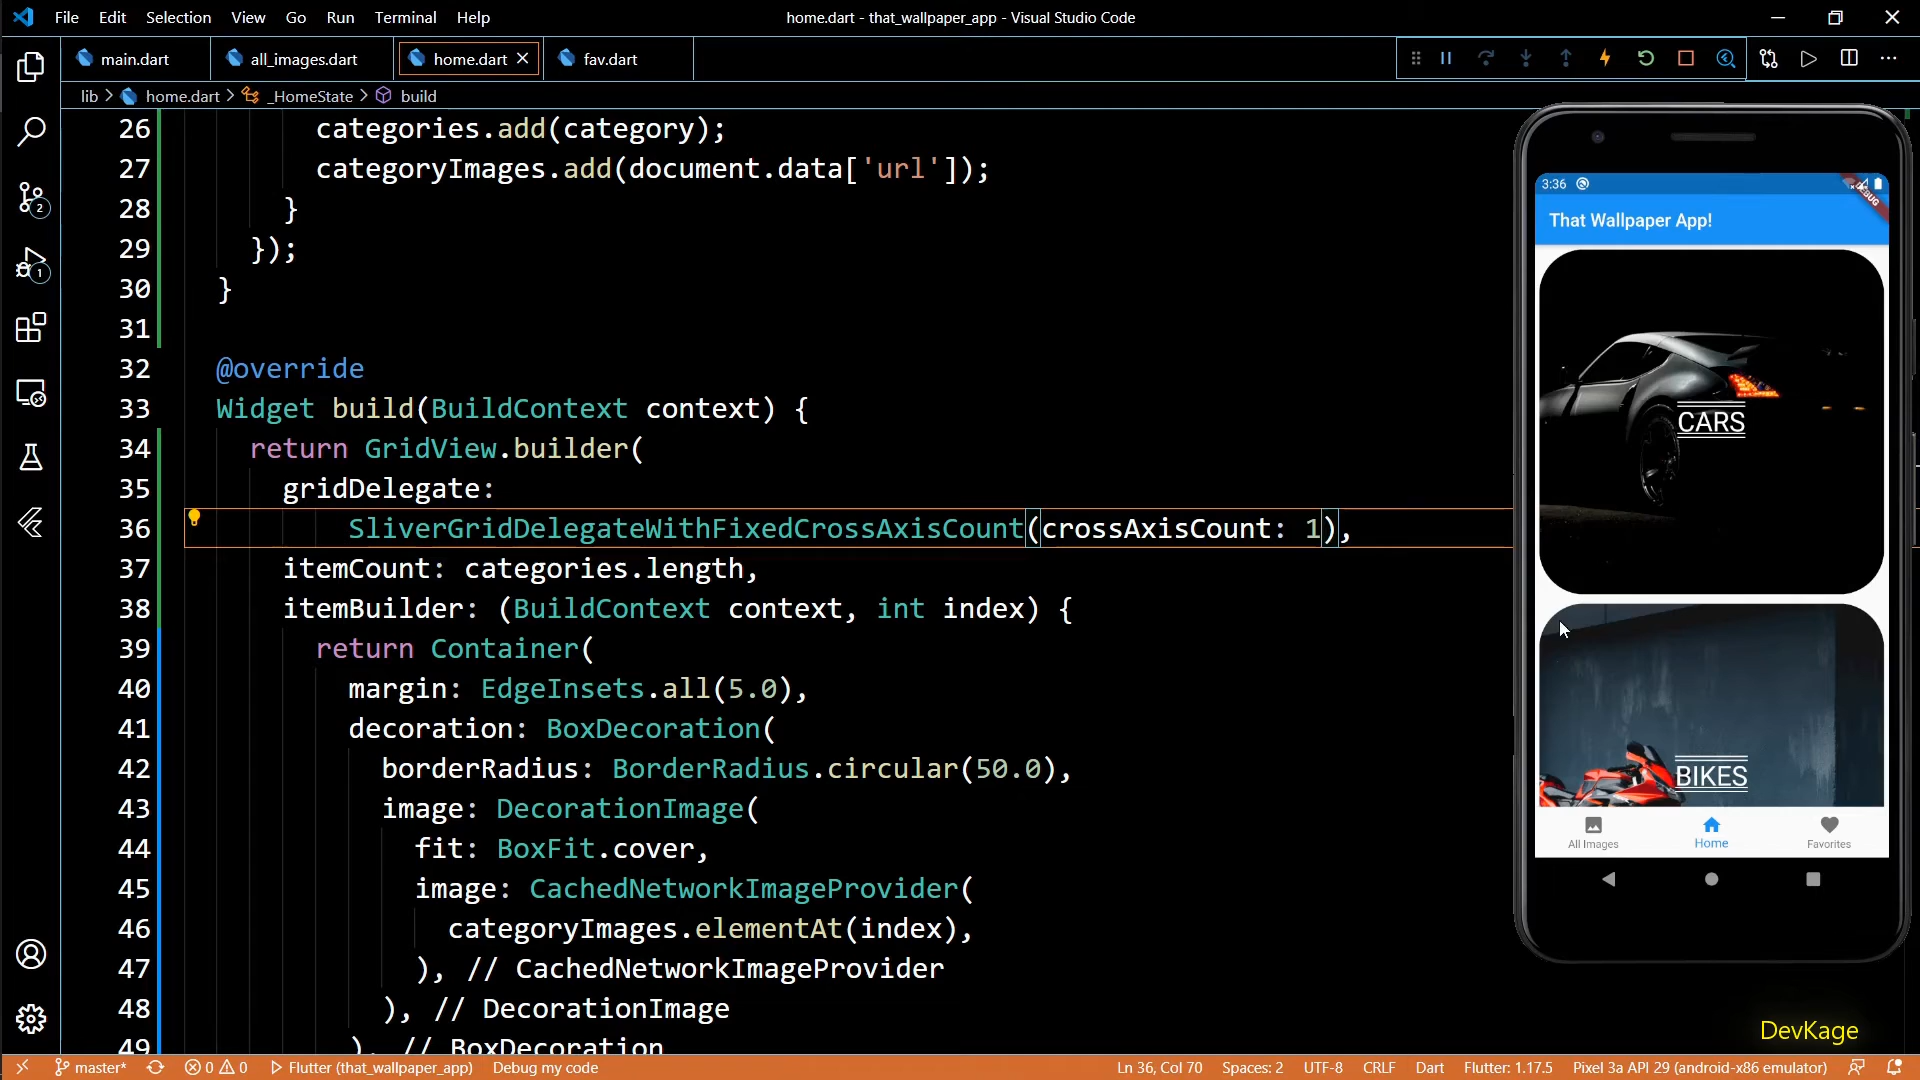 File Edit Selection View Go Run Terminal Help
home.dart - that_wallpaper_app - Visual Studio Code
main.dart all_images.dart home.dart fav.dart
lib > home.dart > _HomeState > build
26 categories.add(category);
27 categoryImages.add(document.data['url']);
28 }
29 });
30 }
31
32 @override
33 Widget build(BuildContext context) {
34 return GridView.builder(
35 gridDelegate:
36 SliverGridDelegateWithFixedCrossAxisCount(crossAxisCount: 1),
37 itemCount: categories.length,
38 itemBuilder: (BuildContext context, int index) {
39 return Container(
40 margin: EdgeInsets.all(5.0),
41 decoration: BoxDecoration(
42 borderRadius: BorderRadius.circular(50.0),
43 image: DecorationImage(
44 fit: BoxFit.cover,
45 image: CachedNetworkImageProvider(
46 categoryImages.elementAt(index),
47 ), // CachedNetworkImageProvider
48 ), // DecorationImage
49 ), // BoxDecoration
2
1
3:36
DEBUG
That Wallpaper App!
CARS
BIKES
All Images Home Favorites
DevKage
master* 0 0 Flutter (that_wallpaper_app) Debug my code
Ln 36, Col 70 Spaces: 2 UTF-8 CRLF Dart Flutter: 1.17.5 Pixel 3a API 29 (android-x86 emulator)